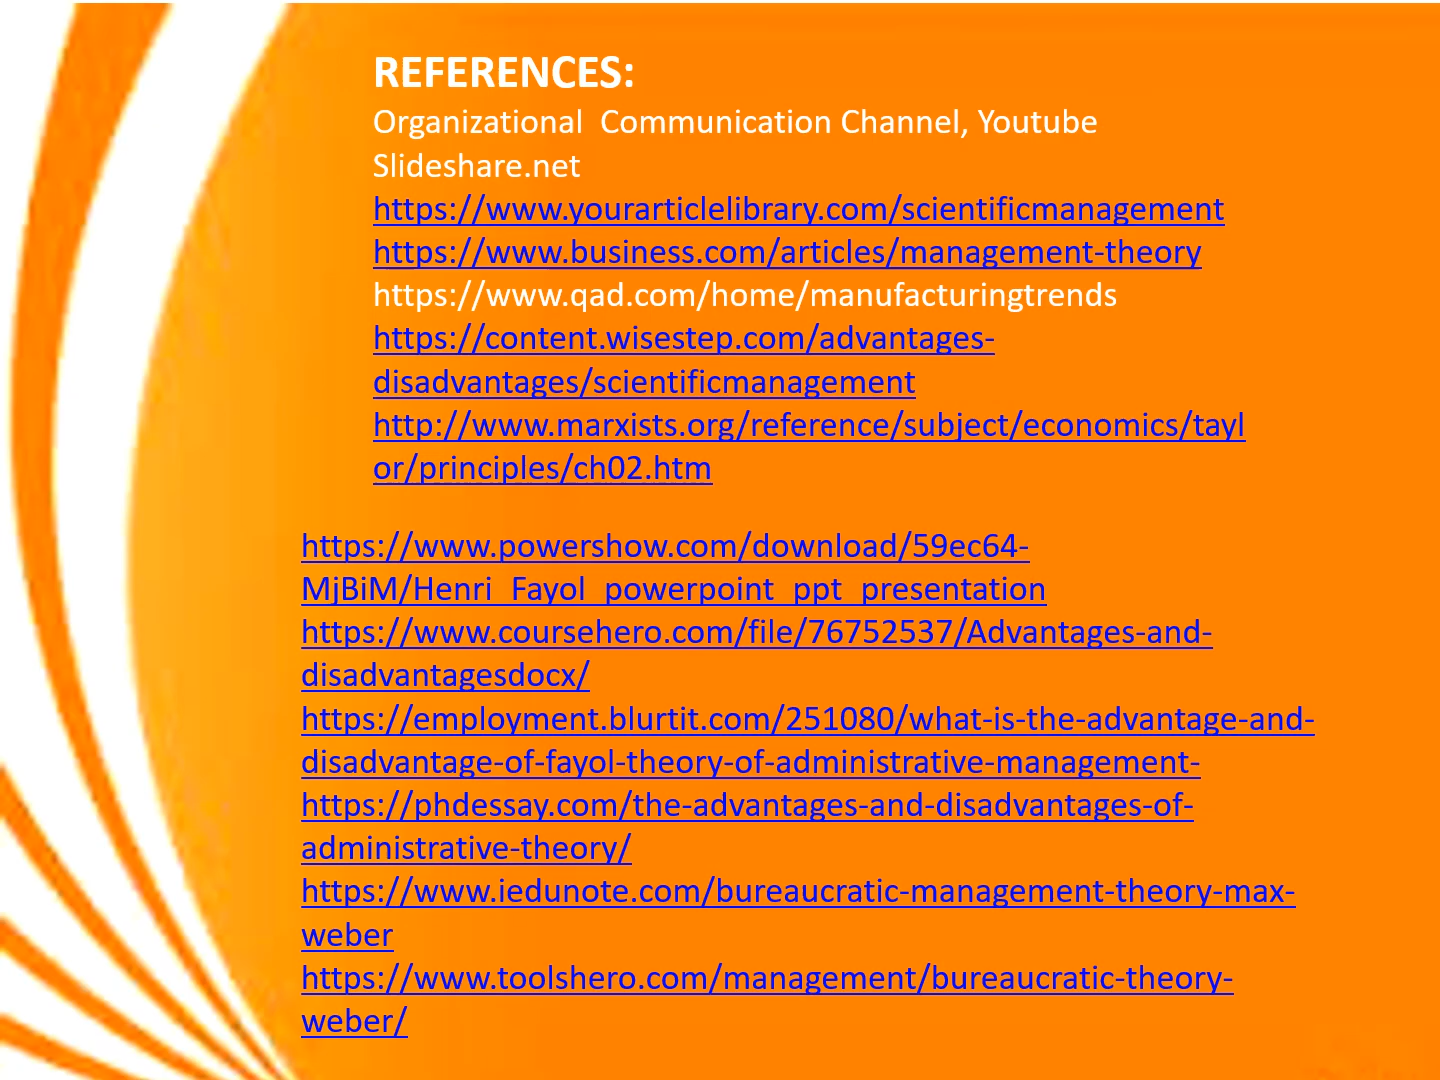 REFERENCES:
Organizational  Communication Channel, Youtube
Slideshare.net
https://www.yourarticlelibrary.com/scientificmanagement
https://www.business.com/articles/management-theory
https://www.qad.com/home/manufacturingtrends
https://content.wisestep.com/advantages-
disadvantages/scientificmanagement
http://www.marxists.org/reference/subject/economics/tayl
or/principles/ch02.htm
https://www.powershow.com/download/59ec64-
MjBiM/Henri_Fayol_powerpoint_ppt_presentation
https://www.coursehero.com/file/76752537/Advantages-and-
disadvantagesdocx/
https://employment.blurtit.com/251080/what-is-the-advantage-and-
disadvantage-of-fayol-theory-of-administrative-management-
https://phdessay.com/the-advantages-and-disadvantages-of-
administrative-theory/
https://www.iedunote.com/bureaucratic-management-theory-max-
weber
https://www.toolshero.com/management/bureaucratic-theory-
weber/